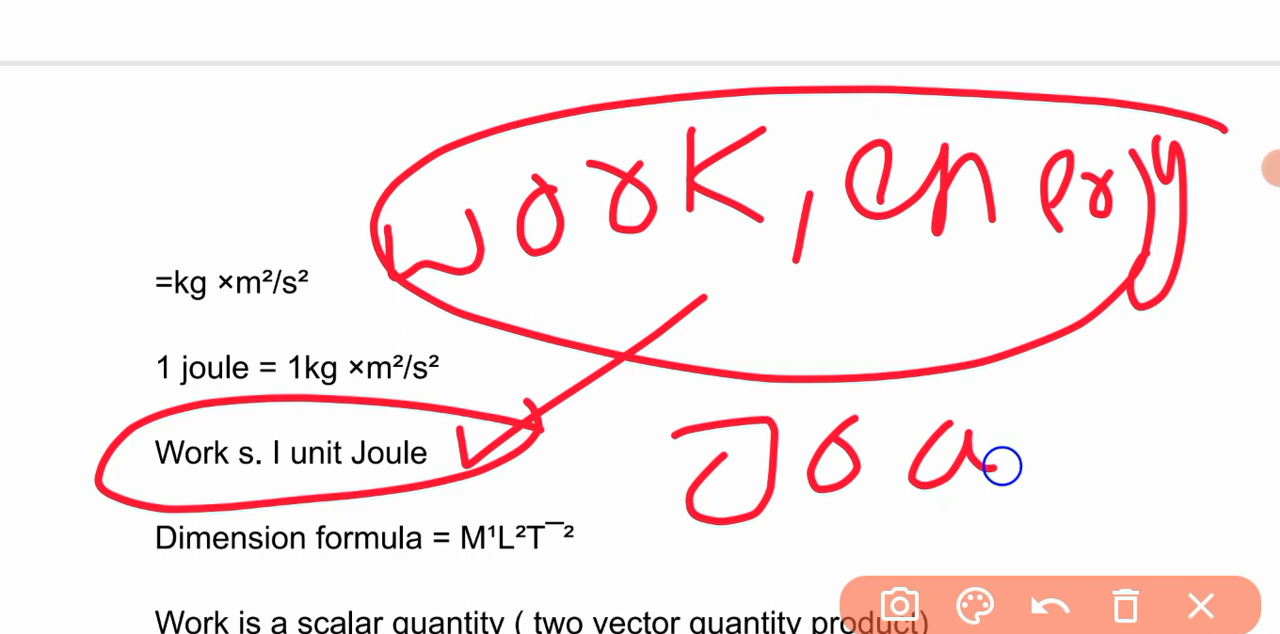 work, energy
=kg ×m²/s²
1 joule = 1kg ×m²/s²
Work s. I unit Joule
Dimension formula = M¹L²T¯²
Work is a scalar quantity ( two vector quantity product)